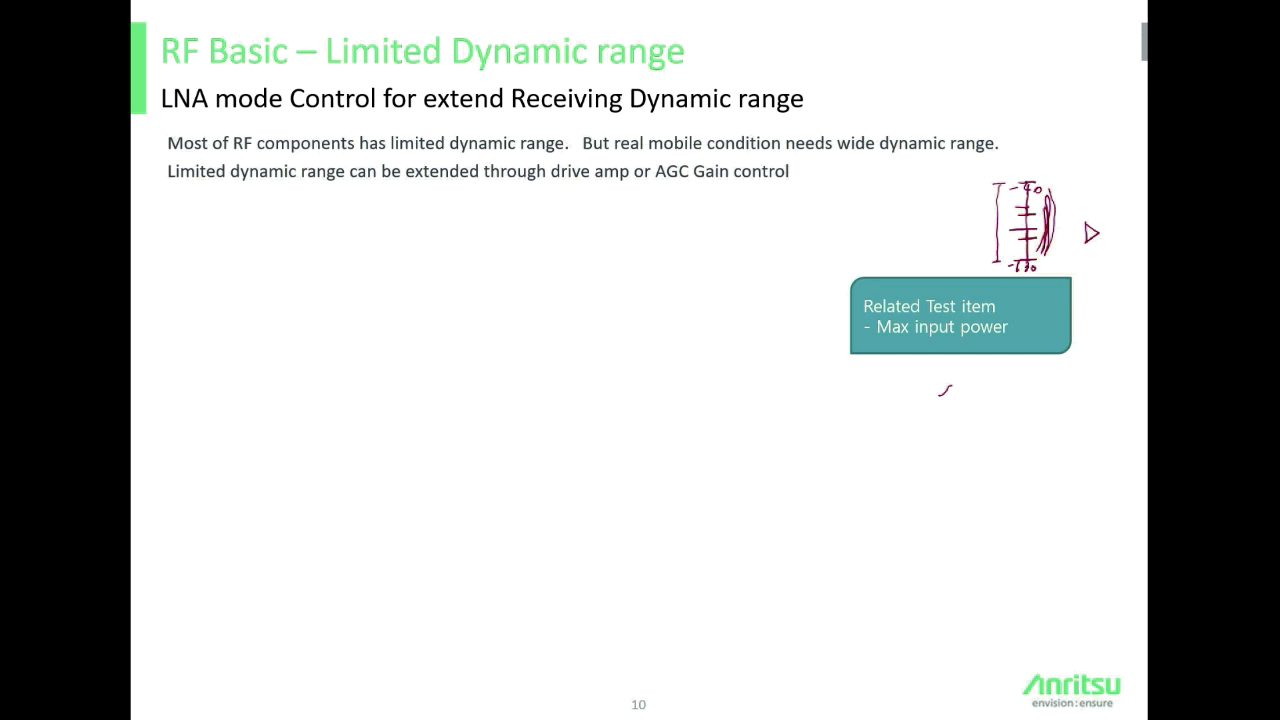 RF Basic – Limited Dynamic range
LNA mode Control for extend Receiving Dynamic range
Most of RF components has limited dynamic range. But real mobile condition needs wide dynamic range.
Limited dynamic range can be extended through drive amp or AGC Gain control
Related Test item
- Max input power
Anritsu
envision:ensure
10